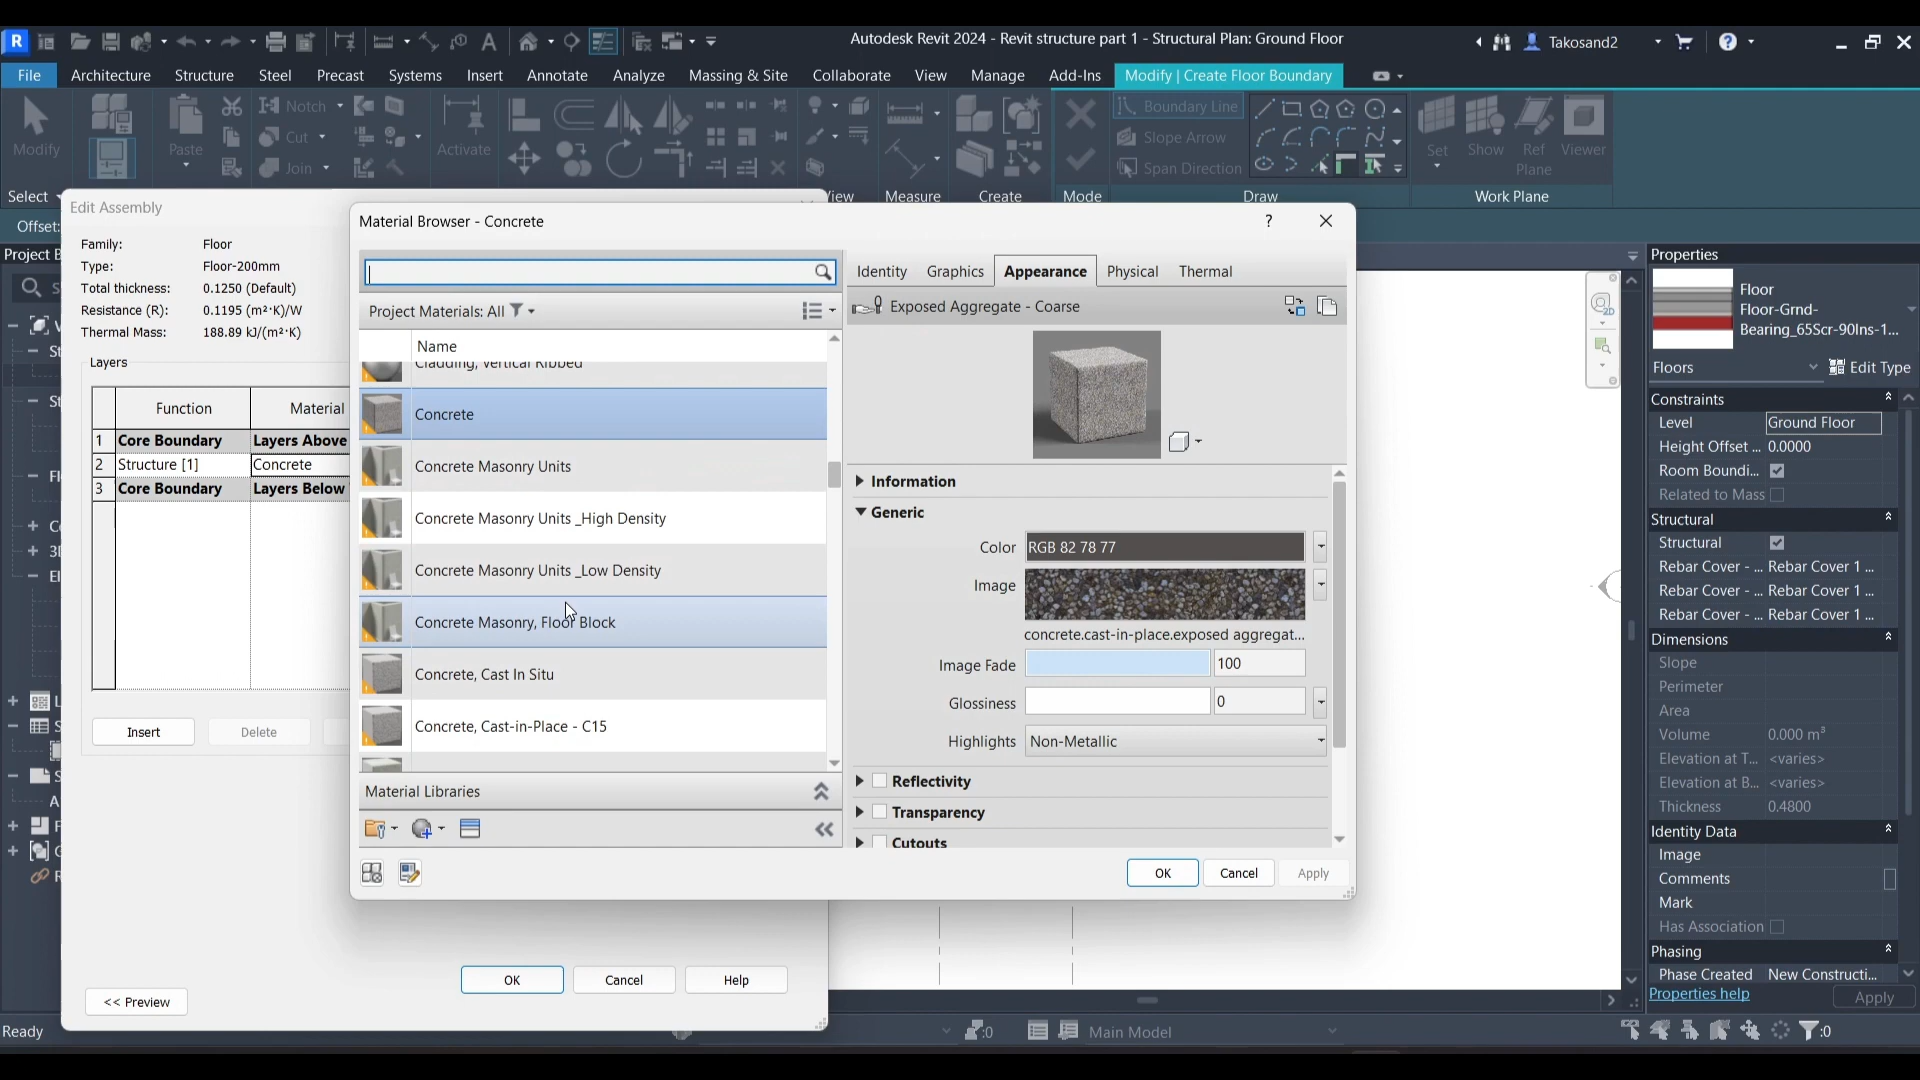 Autodesk Revit 2024 - Revit structure part 1 - Structural Plan: Ground Floor
Takosand2
File Architecture Structure Steel Precast Systems Insert Annotate Analyze Massing & Site Collaborate View Manage Add-Ins Modify | Create Floor Boundary
Modify
Paste
Notch
Cut
Join
Activate
Boundary Line
Slope Arrow
Span Direction
Set
Show
Ref Plane
Viewer
Select
Measure
Create
Mode
Draw
Work Plane
Offset:
Edit Assembly
Family: Floor
Type: Floor-200mm
Total thickness: 0.1250 (Default)
Resistance (R): 0.1195 (m²·K)/W
Thermal Mass: 188.89 kJ/(m²·K)
Layers
Function Material
1 Core Boundary Layers Above
2 Structure [1] Concrete
3 Core Boundary Layers Below
Insert
Delete
OK
Cancel
Help
<< Preview
Material Browser - Concrete
?
Project Materials: All
Name
Cladding, Vertical Ribbed
Concrete
Concrete Masonry Units
Concrete Masonry Units _High Density
Concrete Masonry Units _Low Density
Concrete Masonry, Floor Block
Concrete, Cast In Situ
Concrete, Cast-in-Place - C15
Material Libraries
Identity Graphics Appearance Physical Thermal
Exposed Aggregate - Coarse
Information
Generic
Color RGB 82 78 77
Image
concrete.cast-in-place.exposed aggregat...
Image Fade 100
Glossiness 0
Highlights Non-Metallic
Reflectivity
Transparency
Cutouts
OK
Cancel
Apply
Properties
Floor
Floor-Grnd-
Bearing_65Scr-90Ins-1...
Floors
Edit Type
Constraints
Level Ground Floor
Height Offset ... 0.0000
Room Boundi...
Related to Mass
Structural
Structural
Rebar Cover - ... Rebar Cover 1 ...
Rebar Cover - ... Rebar Cover 1 ...
Rebar Cover - ... Rebar Cover 1 ...
Dimensions
Slope
Perimeter
Area
Volume 0.000 m³
Elevation at T... <varies>
Elevation at B... <varies>
Thickness 0.4800
Identity Data
Image
Comments
Mark
Has Association
Phasing
Phase Created New Constructi...
Properties help
Apply
Ready
:0
Main Model
:0